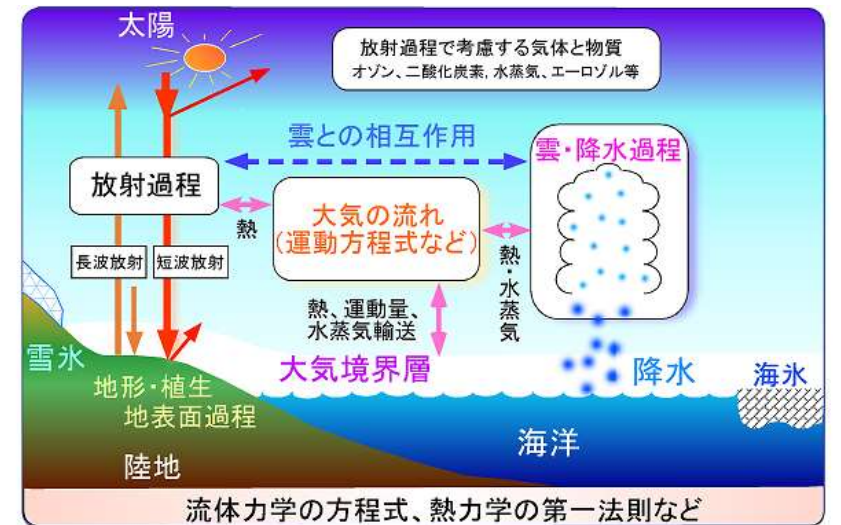 太陽
放射過程で考慮する気体と物質
オゾン、二酸化炭素, 水蒸気、エーロゾル等
雲との相互作用
雲・降水過程
放射過程
熱
大気の流れ
(運動方程式など)
熱・水蒸気
長波放射
短波放射
熱、運動量、
水蒸気輸送
雪氷
大気境界層
降水
海氷
地形・植生
地表面過程
海洋
陸地
流体力学の方程式、熱力学の第一法則など